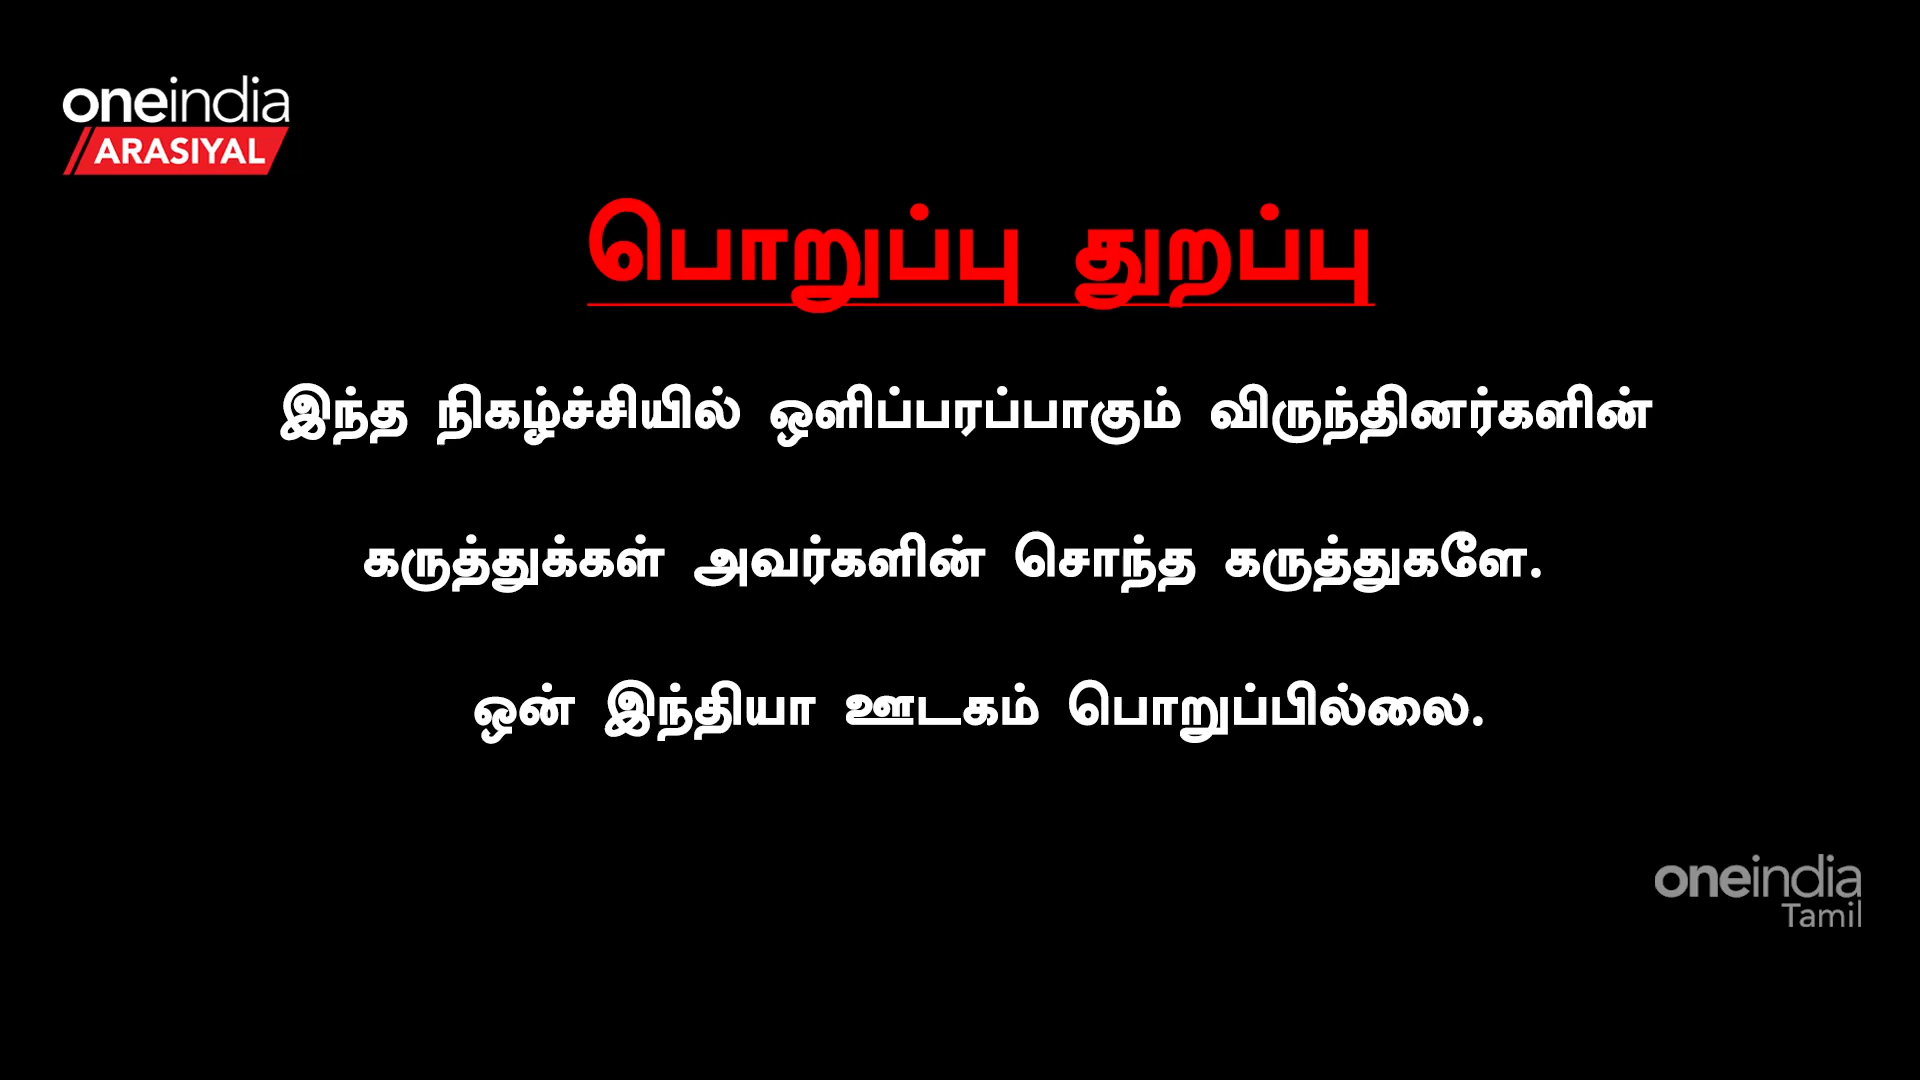 oneindia
ARASIYAL
பொறுப்பு துறப்பு
இந்த நிகழ்ச்சியில் ஒளிப்பரப்பாகும் விருந்தினர்களின்
கருத்துக்கள் அவர்களின் சொந்த கருத்துகளே.
ஒன் இந்தியா ஊடகம் பொறுப்பில்லை.
oneindia
Tamil